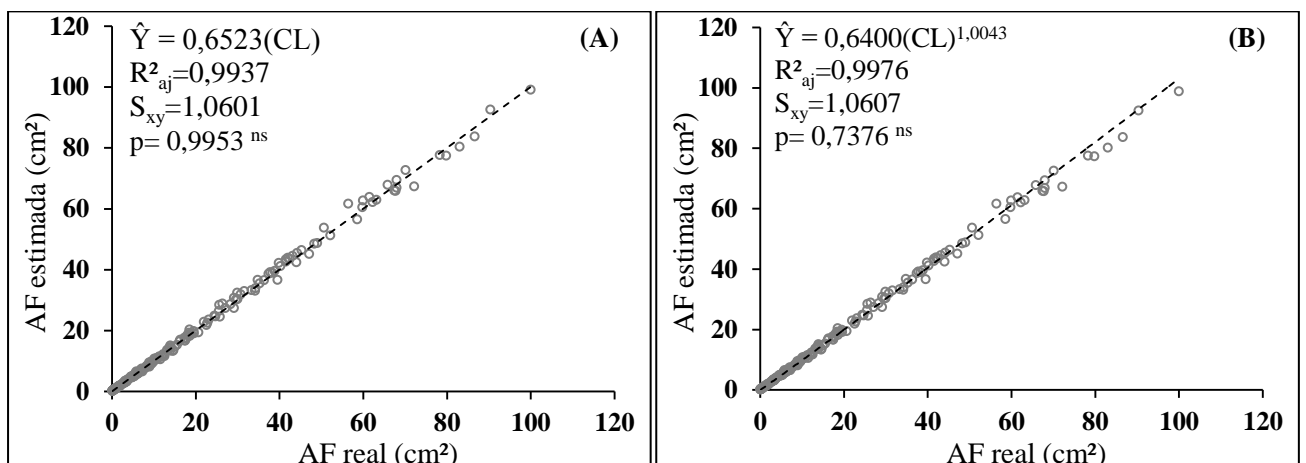 (A)
Ŷ = 0,6523(CL)
R²aj=0,9937
Sxy=1,0601
p= 0,9953 ns
AF estimada (cm²)
120
100
80
60
40
20
0
0 20 40 60 80 100 120
AF real (cm²)
(B)
Ŷ = 0,6400(CL)1,0043
R²aj=0,9976
Sxy=1,0607
p= 0,7376 ns
AF estimada (cm²)
120
100
80
60
40
20
0
0 20 40 60 80 100 120
AF real (cm²)